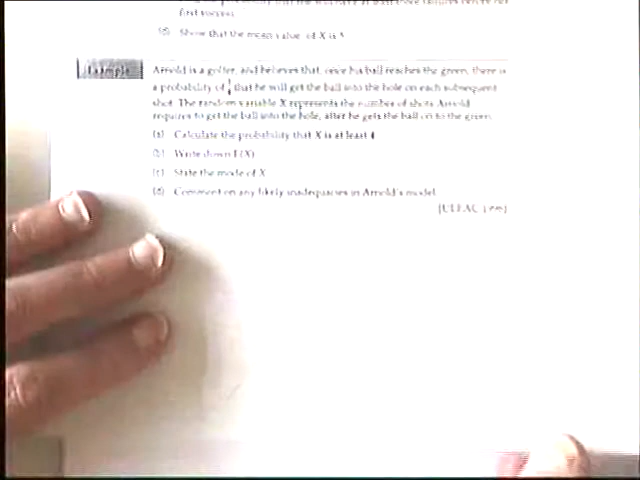 first success.
(d) Show that the mean value of X is 5
Example
Arnold is a golfer, and believes that, once his ball reaches the green, there is
a probability of that he will get the ball into the hole on each subsequent
shot. The random variable X represents the number of shots Arnold
requires to get the ball into the hole, after he gets the ball on to the green.
(a) Calculate the probability that X is at least 4
(b) Write down E(X)
(c) State the mode of X
(d) Comment on any likely inadequacies in Arnold's model.
[ULEAC